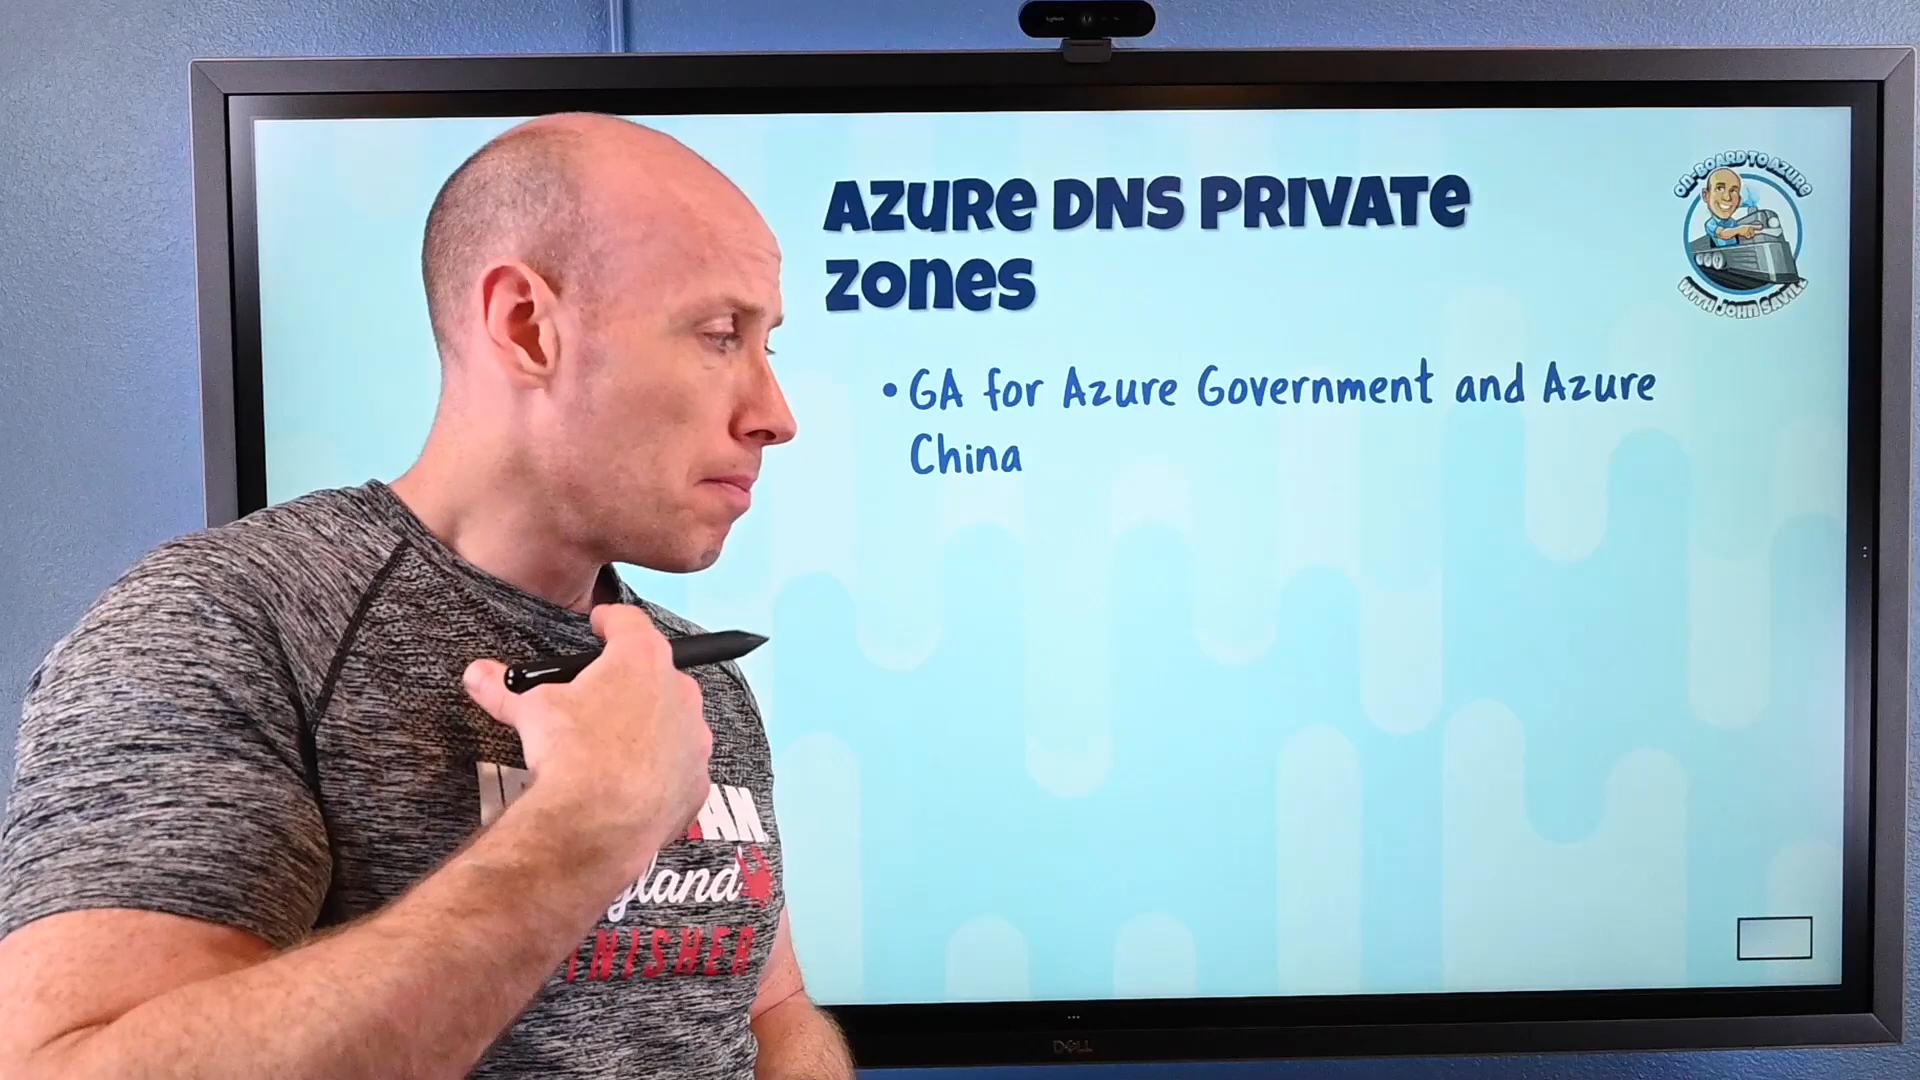 AZURE DNS PRIVATE
ZONES
ON-BOARD TO AZURE
WITH JOHN SAVILL
• GA for Azure Government and Azure
China
FINISHER
DELL